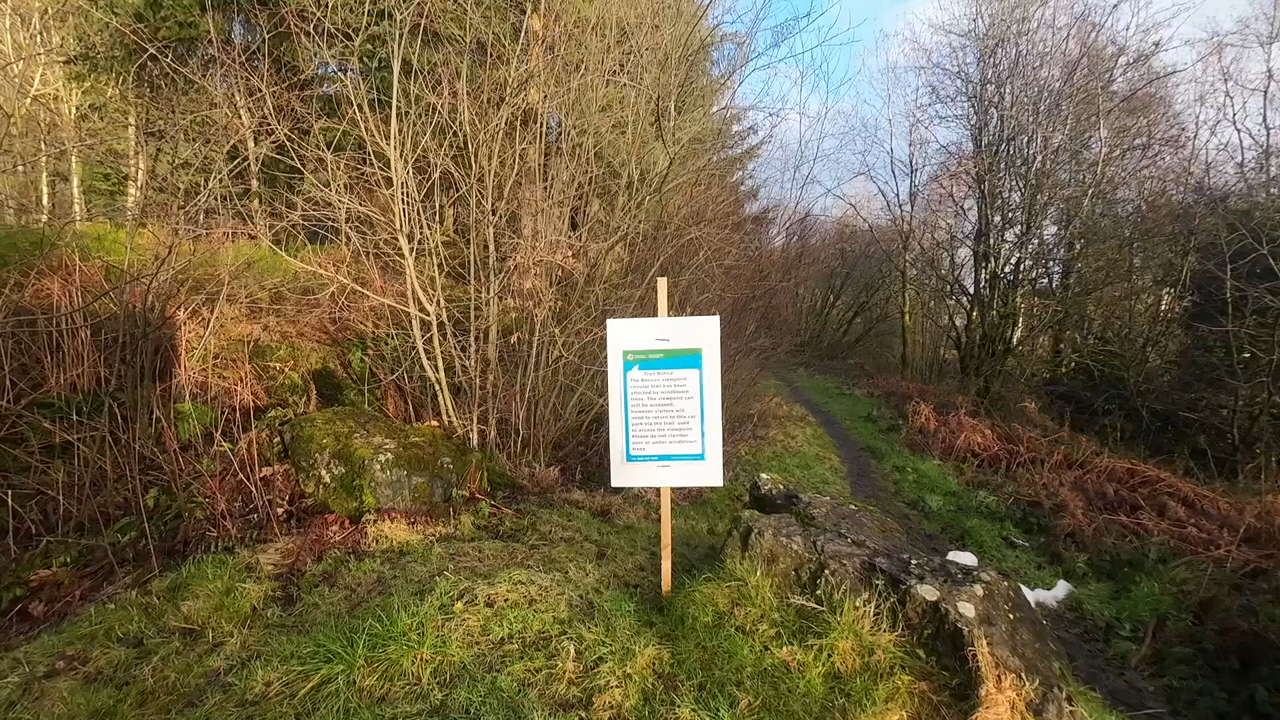 Trail Notice
The Beinn viewpoint
circular trail has been
affected by windblown
trees. The viewpoint can
still be accessed,
however visitors will
need to return to this car
park via the trail used
to access the viewpoint.
Please do not clamber
over or under windblown
trees